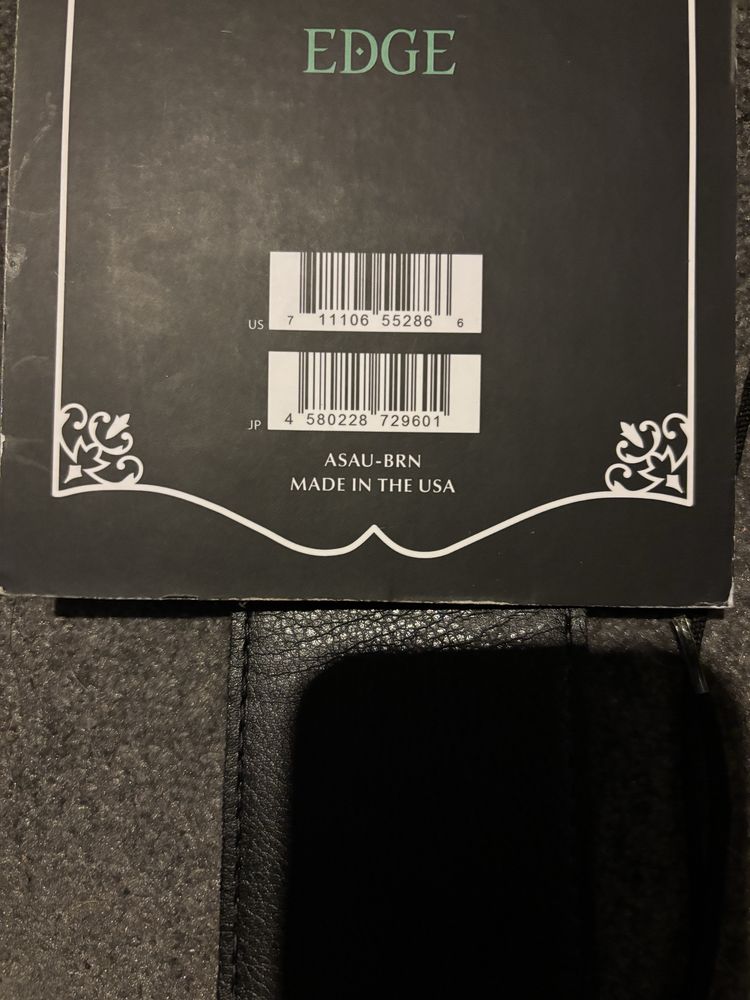 EDGE
US 7 11106 55286 6
JP 4 580228 729601
ASAU-BRN
MADE IN THE USA